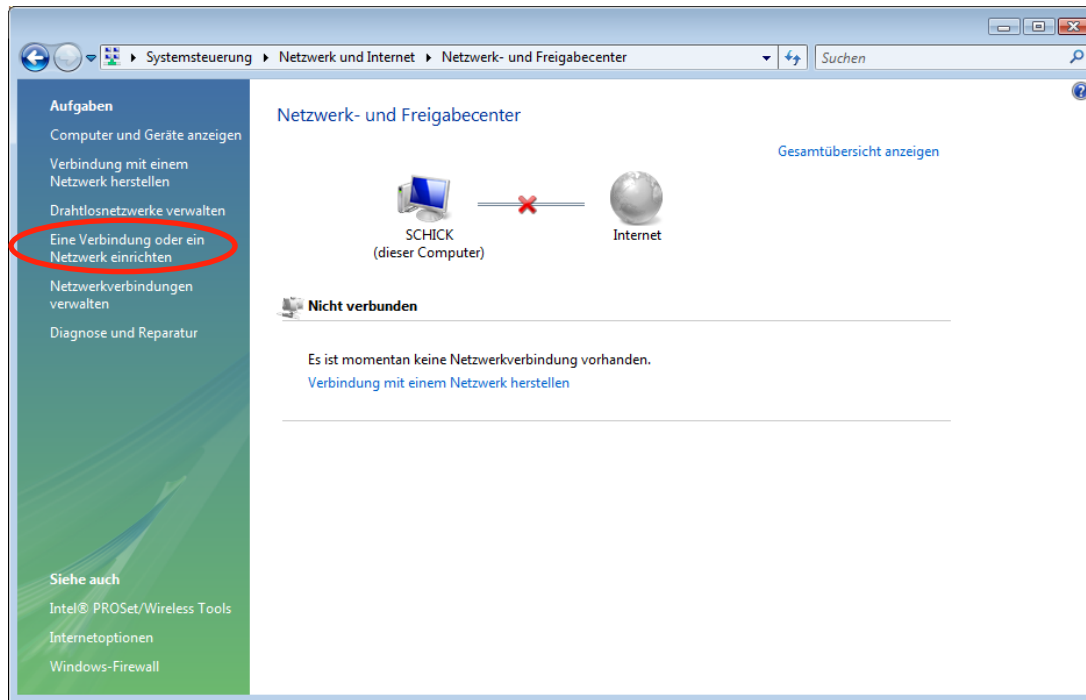 Systemsteuerung Netzwerk und Internet Netzwerk- und Freigabecenter
Suchen
Aufgaben
Computer und Geräte anzeigen
Verbindung mit einem
Netzwerk herstellen
Drahtlosnetzwerke verwalten
Eine Verbindung oder ein
Netzwerk einrichten
Netzwerkverbindungen
verwalten
Diagnose und Reparatur
Siehe auch
Intel® PROSet/Wireless Tools
Internetoptionen
Windows-Firewall
Netzwerk- und Freigabecenter
Gesamtübersicht anzeigen
SCHICK
(dieser Computer)
Internet
Nicht verbunden
Es ist momentan keine Netzwerkverbindung vorhanden.
Verbindung mit einem Netzwerk herstellen